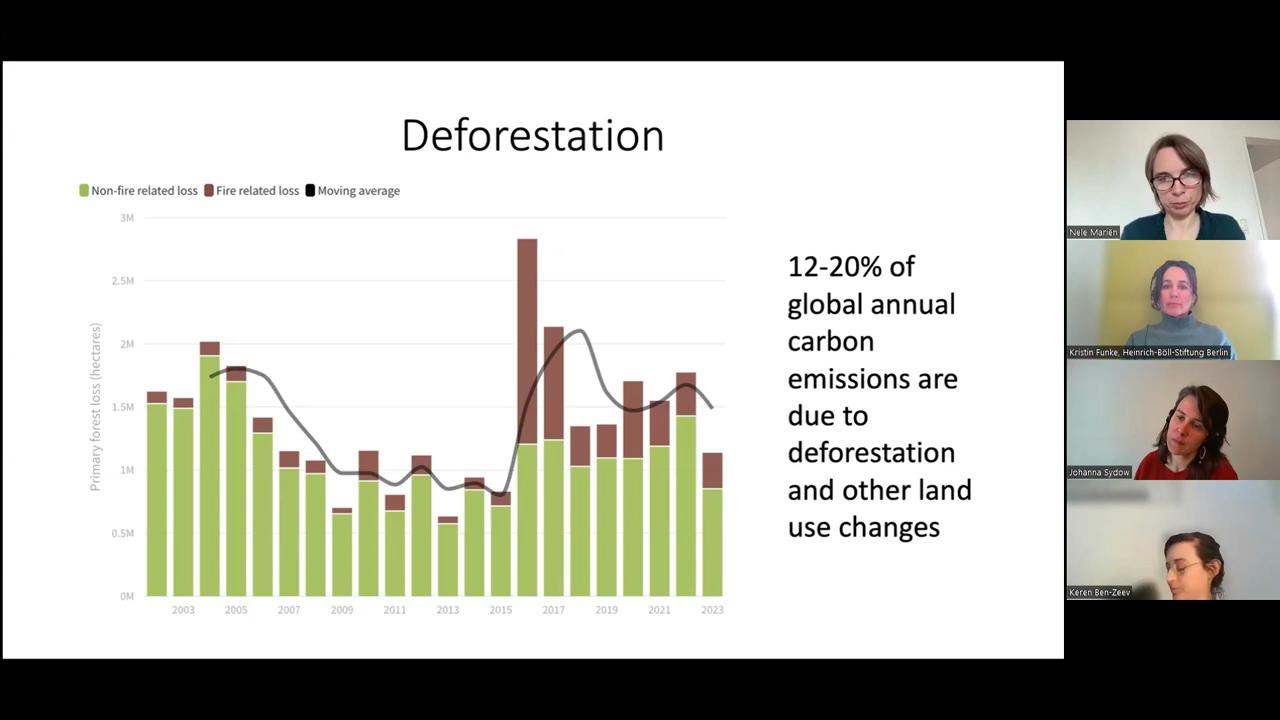 Deforestation
Non-fire related loss Fire related loss Moving average
Primary forest loss (hectares)
3M
2.5M
2M
1.5M
1M
0.5M
0M
2003 2005 2007 2009 2011 2013 2015 2017 2019 2021 2023
12-20% of
global annual
carbon
emissions are
due to
deforestation
and other land
use changes
Nele Mariën
Kristin Funke, Heinrich-Böll-Stiftung Berlin
Johanna Sydow
Keren Ben-Zeev